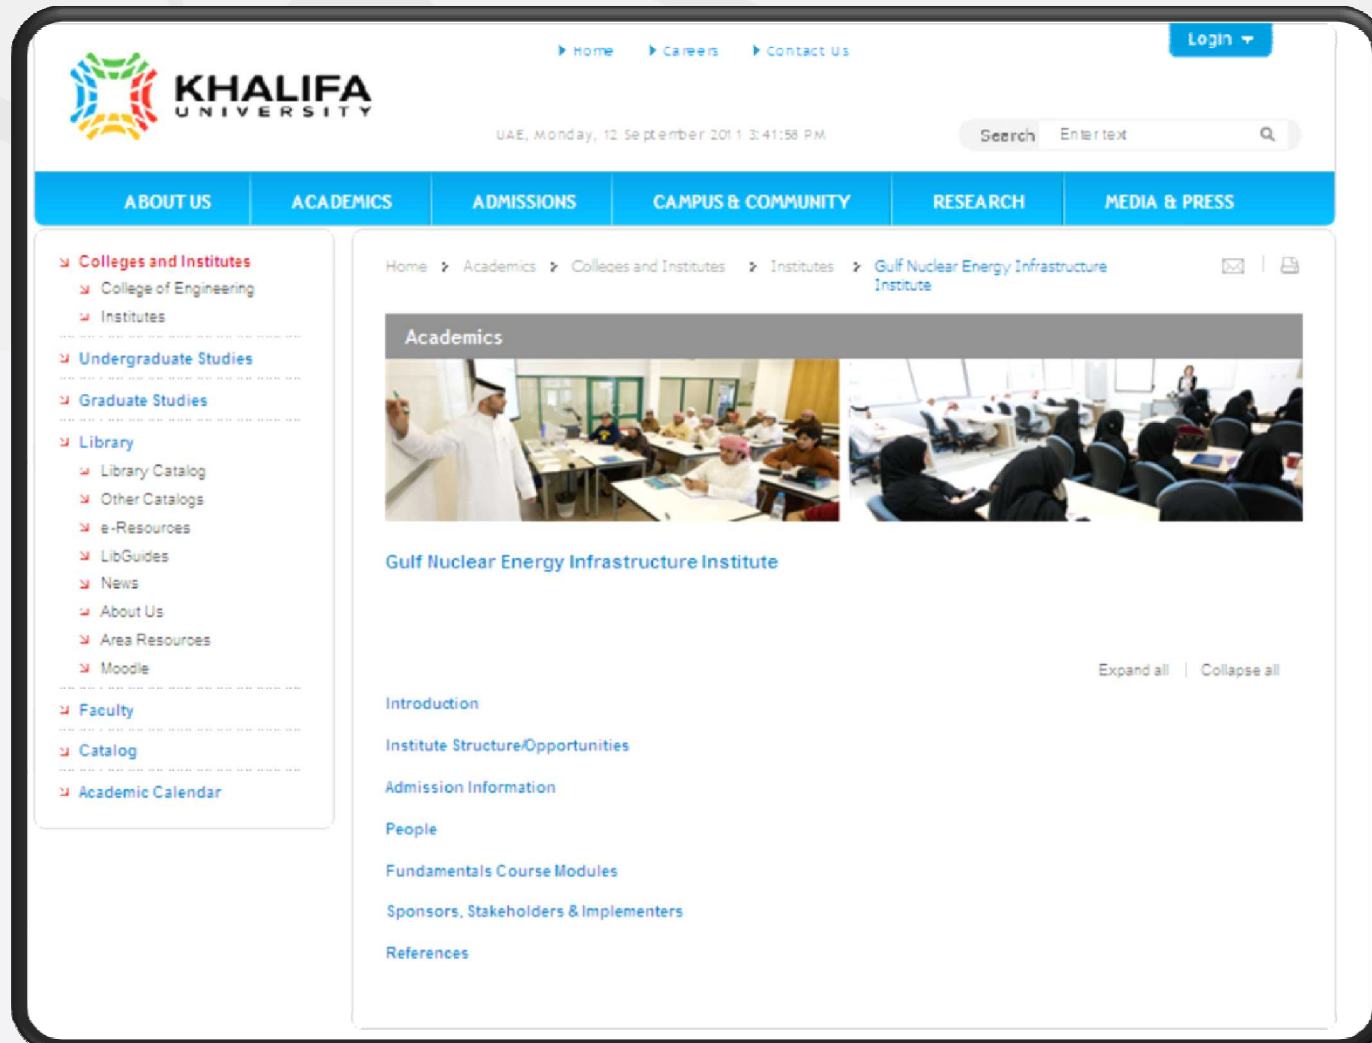 Home Careers Contact Us
Login
KHALIFA
UNIVERSITY
UAE, Monday, 12 September 2011 3:41:58 PM
Search Enter text
ABOUT US ACADEMICS ADMISSIONS CAMPUS & COMMUNITY RESEARCH MEDIA & PRESS
Colleges and Institutes
College of Engineering
Institutes
Undergraduate Studies
Graduate Studies
Library
Library Catalog
Other Catalogs
e-Resources
LibGuides
News
About Us
Area Resources
Moodle
Faculty
Catalog
Academic Calendar
Home Academics Colleges and Institutes Institutes Gulf Nuclear Energy Infrastructure
Institute
Academics
Gulf Nuclear Energy Infrastructure Institute
Expand all | Collapse all
Introduction
Institute Structure/Opportunities
Admission Information
People
Fundamentals Course Modules
Sponsors, Stakeholders & Implementers
References